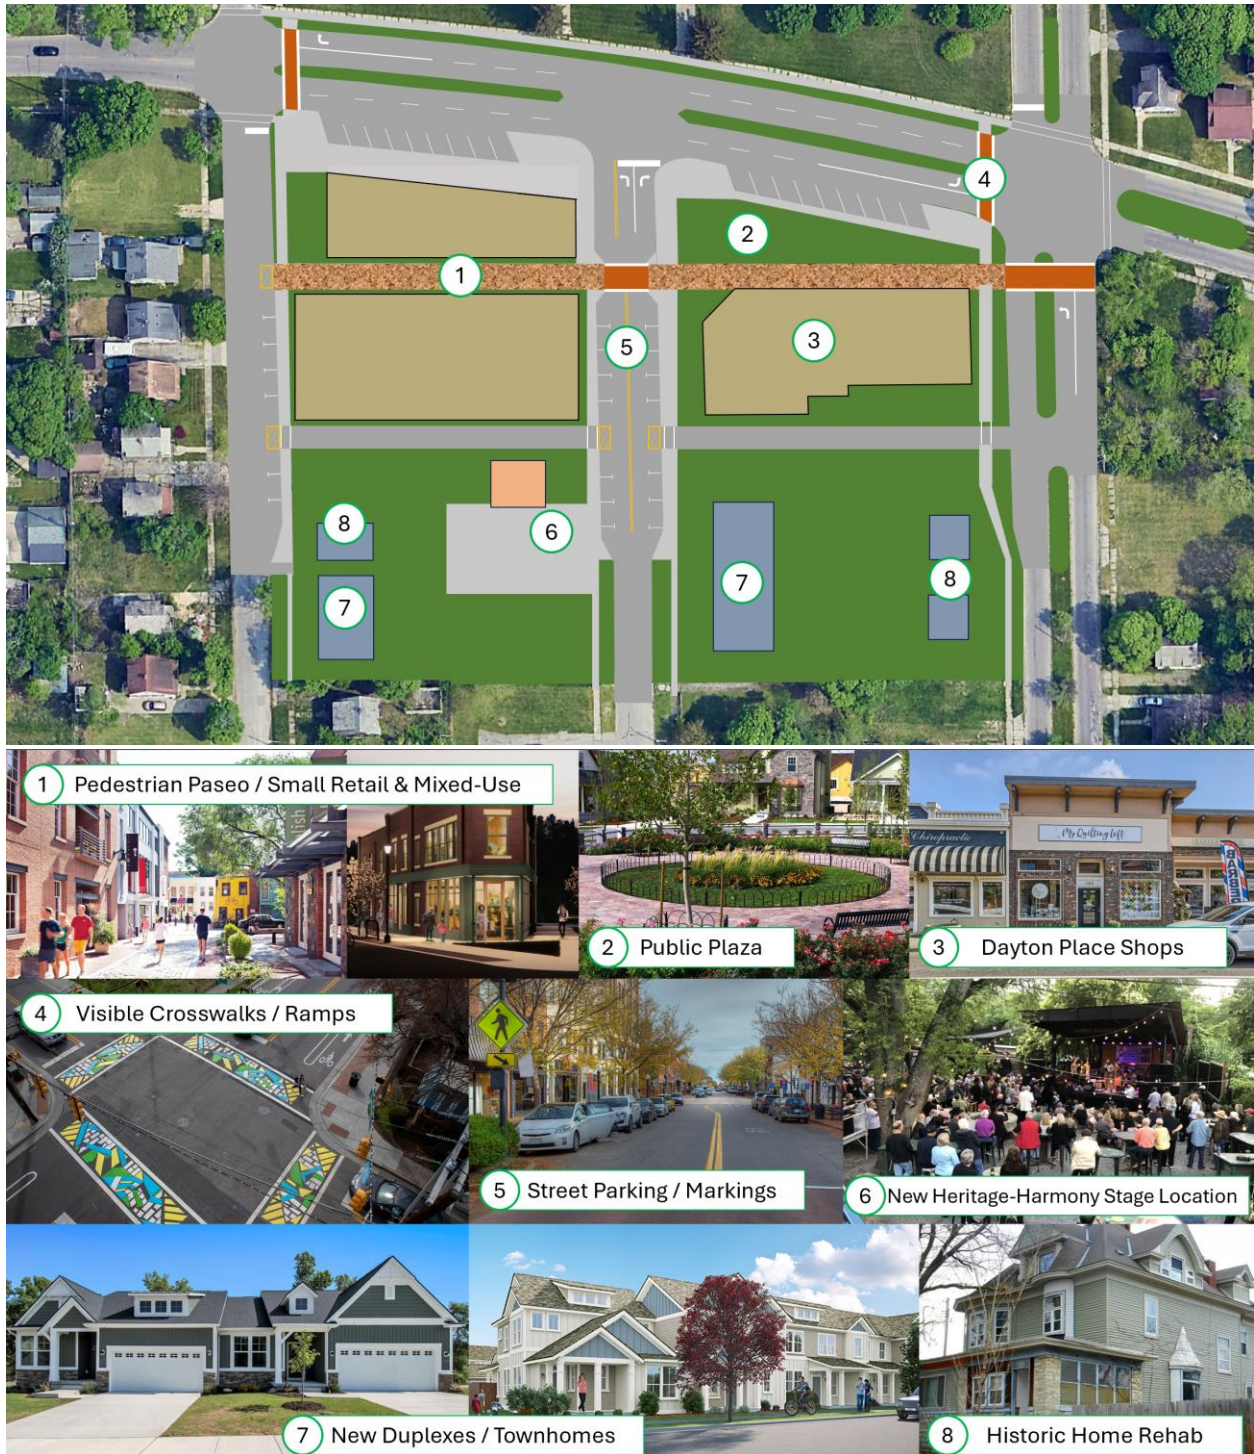 1
2
3
4
5
6
7
8
7
8
1 Pedestrian Paseo / Small Retail & Mixed-Use
Chiropractic
My Quilting Loft
2 Public Plaza
3 Dayton Place Shops
4 Visible Crosswalks / Ramps
5 Street Parking / Markings
6 New Heritage-Harmony Stage Location
7 New Duplexes / Townhomes
8 Historic Home Rehab